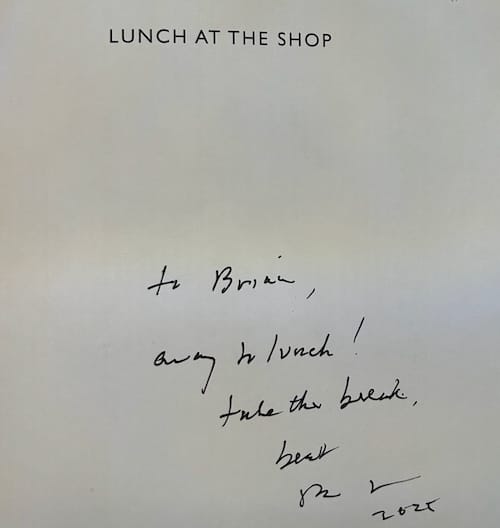 LUNCH AT THE SHOP
to Brian,
away to lunch!
take the break.
best
2025